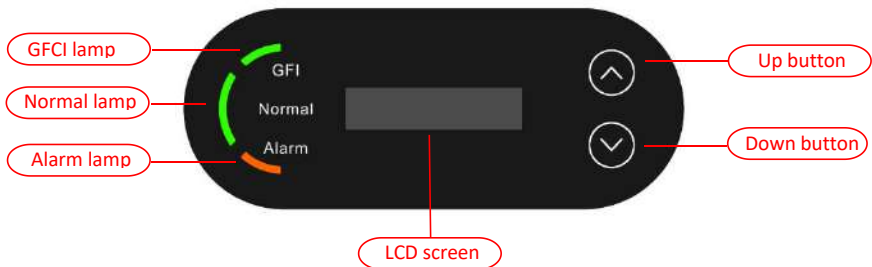 GFCI lamp
Normal lamp
Alarm lamp
GFI
Normal
Alarm
Up button
Down button
LCD screen